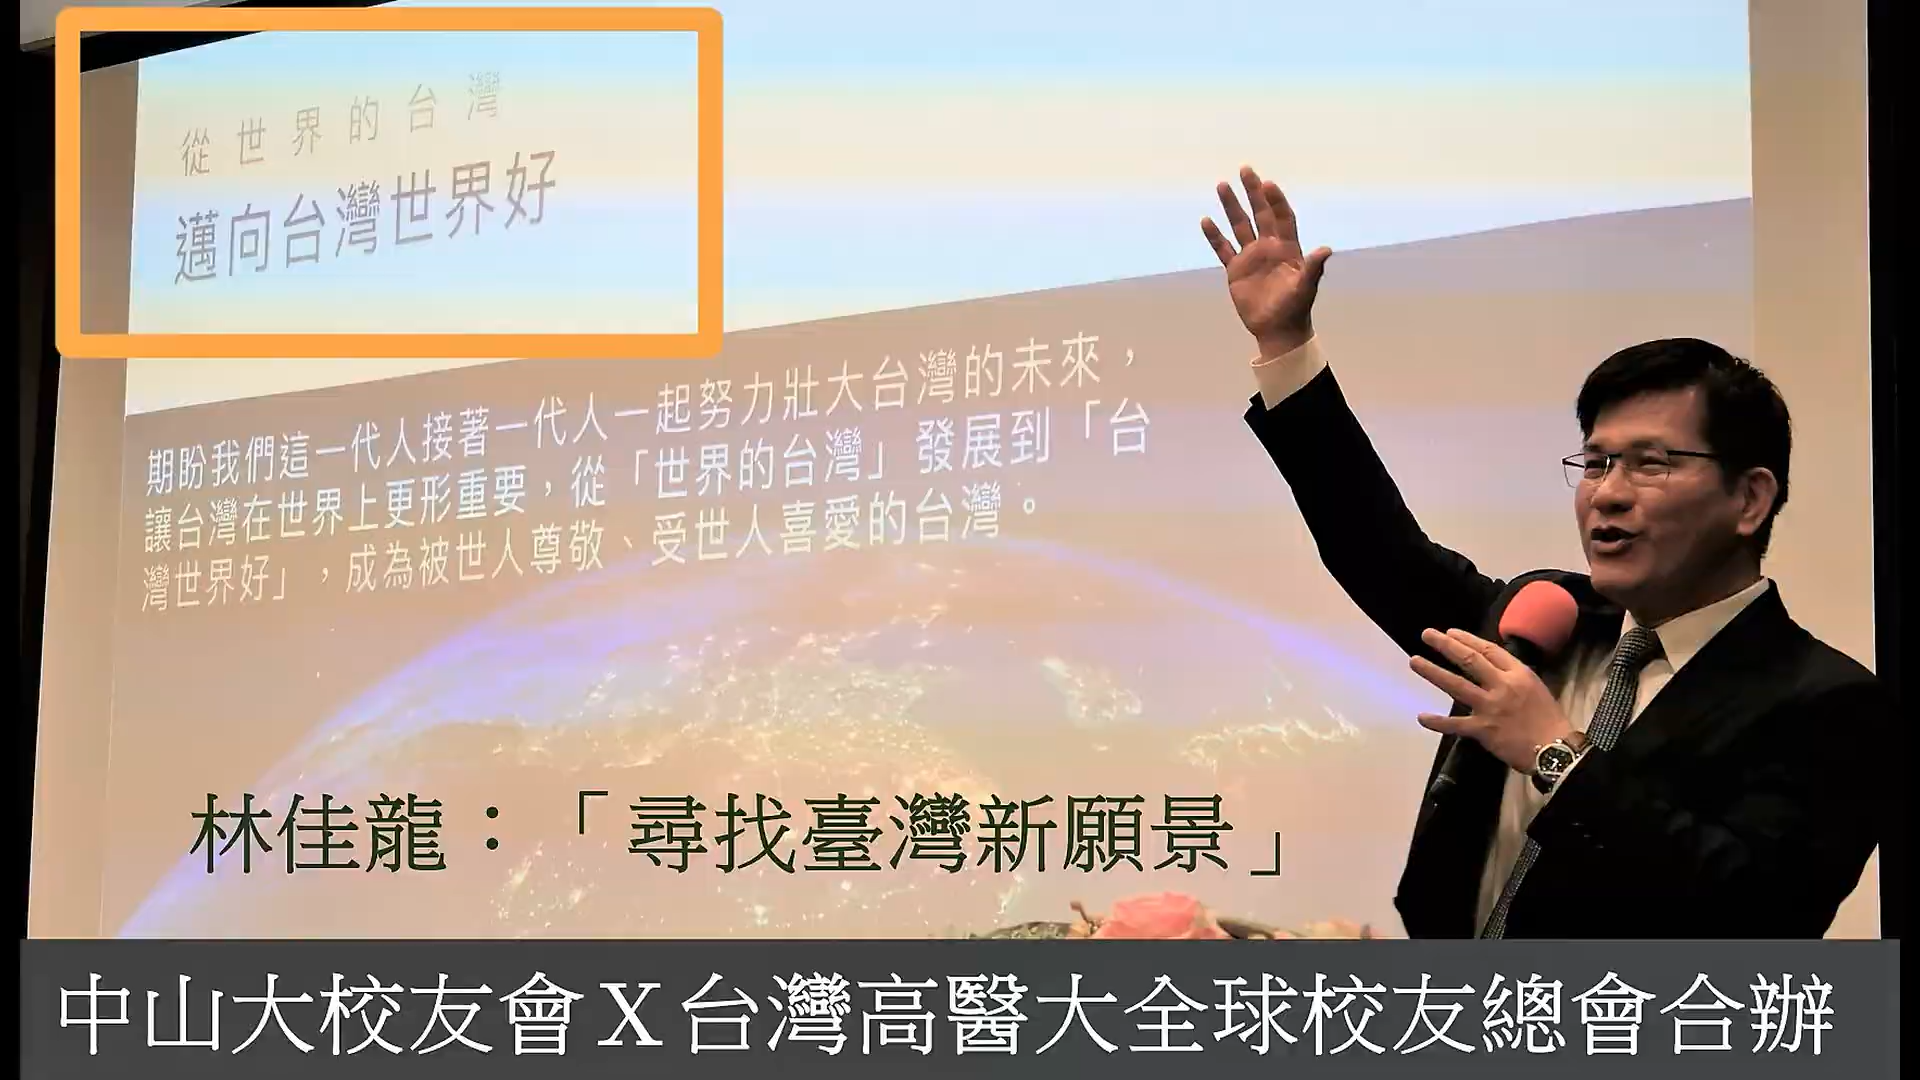 從世界的台灣
邁向台灣世界好
期盼我們這一代人接著一代人一起努力壯大台灣的未來，
讓台灣在世界上更形重要，從「世界的台灣」發展到「台
灣世界好」，成為被世人尊敬、受世人喜愛的台灣。
林佳龍：「尋找臺灣新願景」
中山大校友會X台灣高醫大全球校友總會合辦